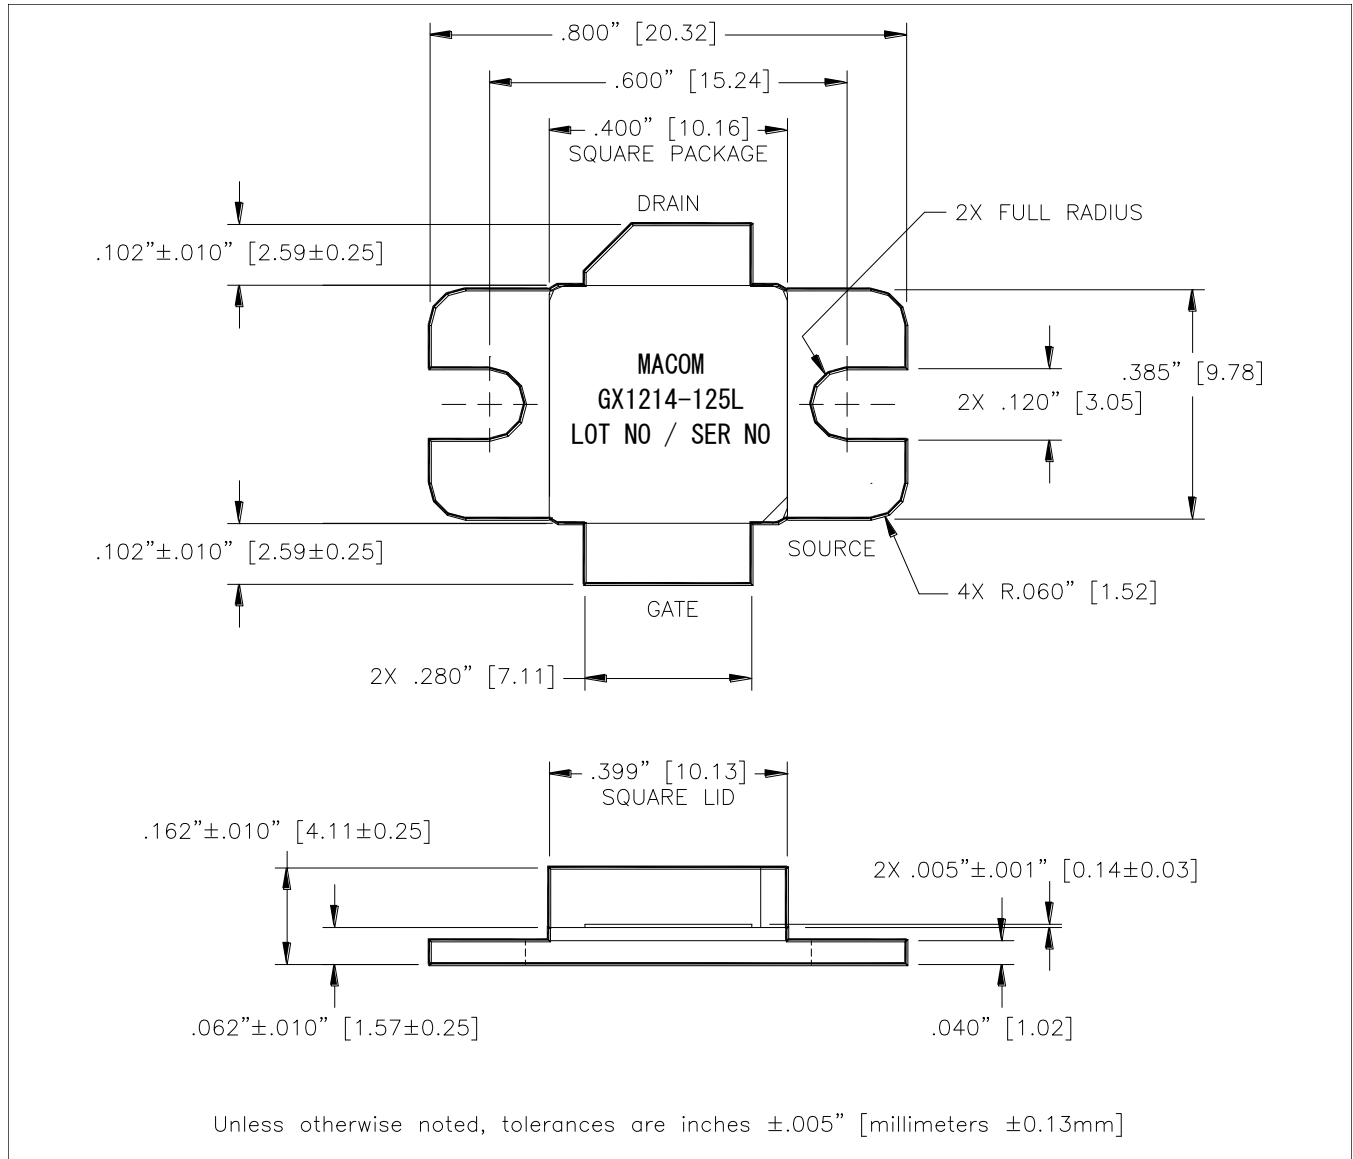 .800” [20.32]
.600” [15.24]
.400” [10.16]
SQUARE PACKAGE
DRAIN
2X FULL RADIUS
.102”±.010” [2.59±0.25]
MACOM
GX1214-125L
LOT NO / SER NO
.385” [9.78]
2X .120” [3.05]
.102”±.010” [2.59±0.25]
SOURCE
4X R.060” [1.52]
GATE
2X .280” [7.11]
.399” [10.13]
SQUARE LID
.162”±.010” [4.11±0.25]
2X .005”±.001” [0.14±0.03]
.062”±.010” [1.57±0.25]
.040” [1.02]
Unless otherwise noted, tolerances are inches ±.005” [millimeters ±0.13mm]